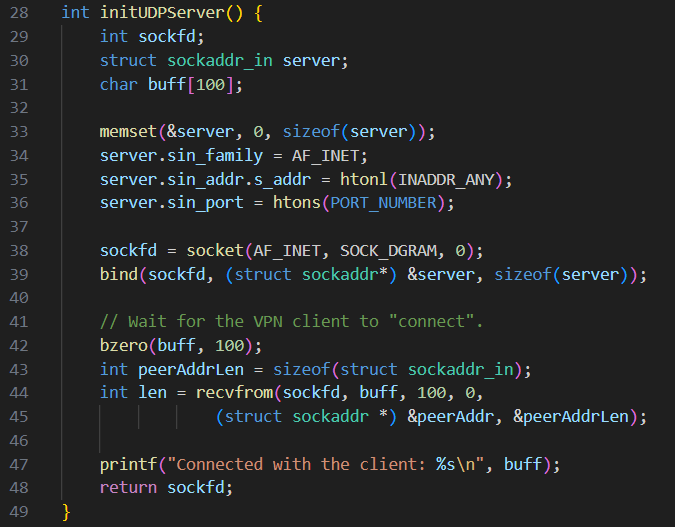 28 int initUDPServer() {
29     int sockfd;
30     struct sockaddr_in server;
31     char buff[100];
32
33     memset(&server, 0, sizeof(server));
34     server.sin_family = AF_INET;
35     server.sin_addr.s_addr = htonl(INADDR_ANY);
36     server.sin_port = htons(PORT_NUMBER);
37
38     sockfd = socket(AF_INET, SOCK_DGRAM, 0);
39     bind(sockfd, (struct sockaddr*) &server, sizeof(server));
40
41     // Wait for the VPN client to "connect".
42     bzero(buff, 100);
43     int peerAddrLen = sizeof(struct sockaddr_in);
44     int len = recvfrom(sockfd, buff, 100, 0,
45                 (struct sockaddr *) &peerAddr, &peerAddrLen);
46
47     printf("Connected with the client: %s\n", buff);
48     return sockfd;
49 }